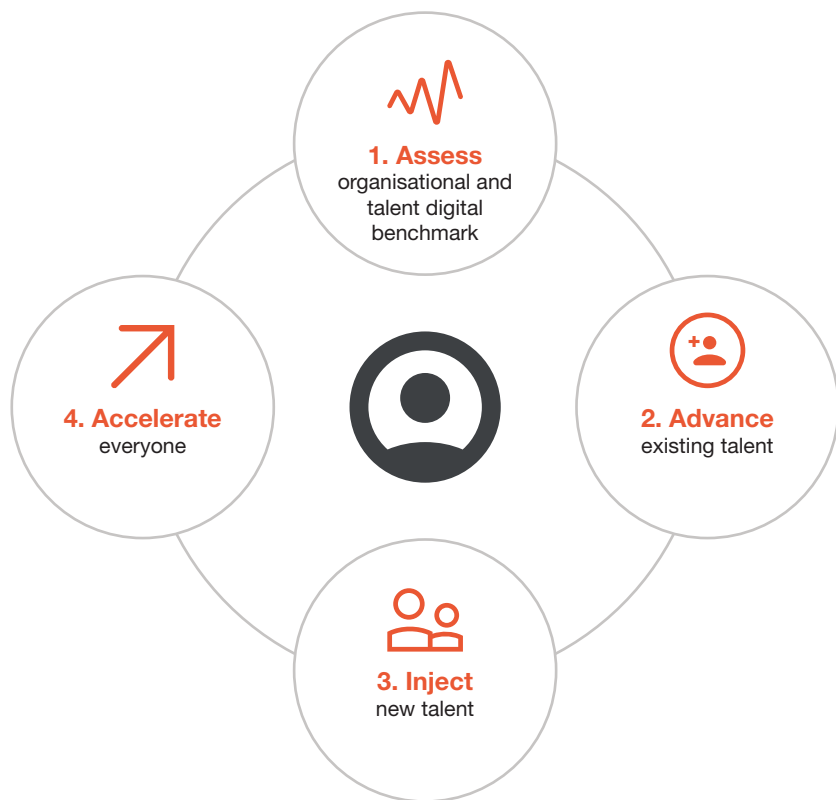 1. Assess
organisational and
talent digital
benchmark
2. Advance
existing talent
3. Inject
new talent
4. Accelerate
everyone